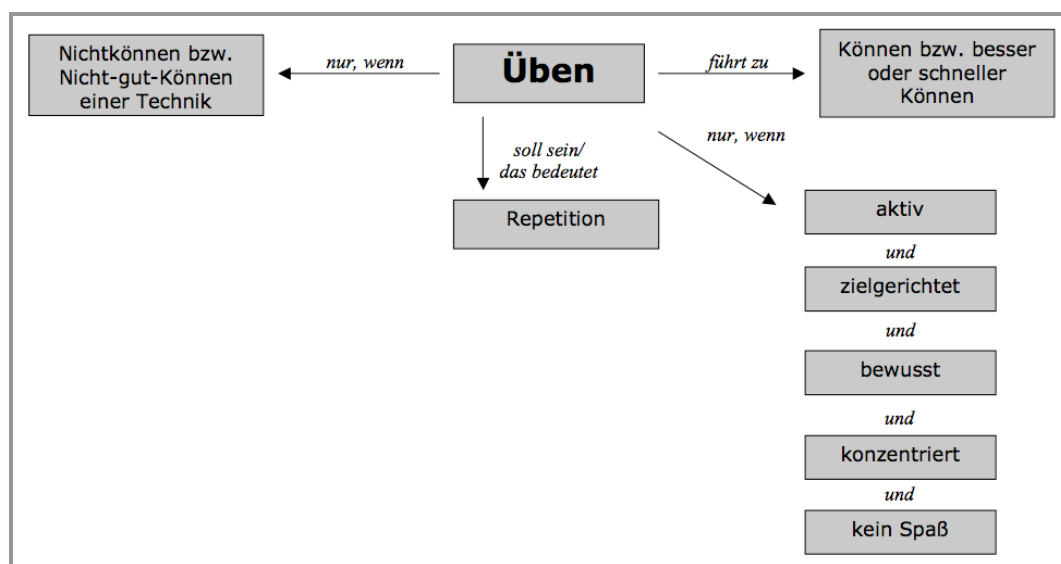 Nichtkönnen bzw.
Nicht-gut-Können
einer Technik
nur, wenn
Üben
führt zu
Können bzw. besser
oder schneller
Können
nur, wenn
soll sein/
das bedeutet
Repetition
aktiv
und
zielgerichtet
und
bewusst
und
konzentriert
und
kein Spaß